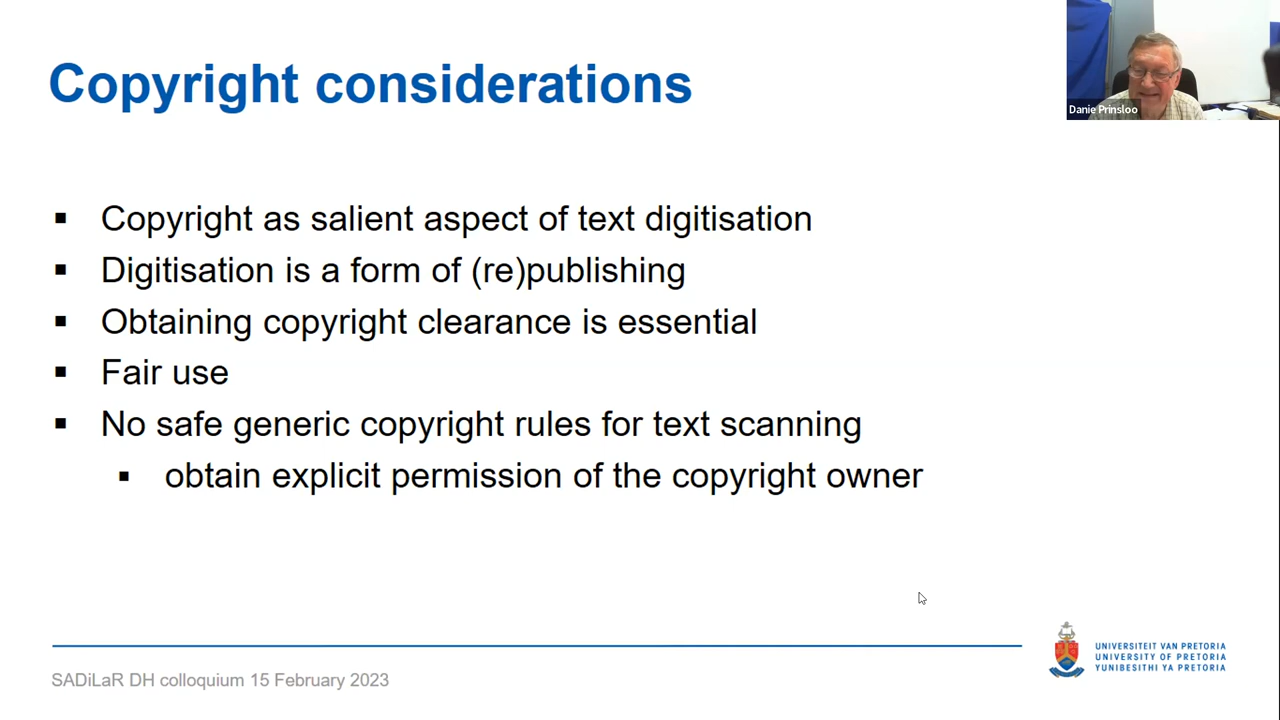 Copyright considerations
Danie Prinsloo
▪ Copyright as salient aspect of text digitisation
▪ Digitisation is a form of (re)publishing
▪ Obtaining copyright clearance is essential
▪ Fair use
▪ No safe generic copyright rules for text scanning
▪ obtain explicit permission of the copyright owner
SADiLaR DH colloquium 15 February 2023
UNIVERSITEIT VAN PRETORIA
UNIVERSITY OF PRETORIA
YUNIBESITHI YA PRETORIA